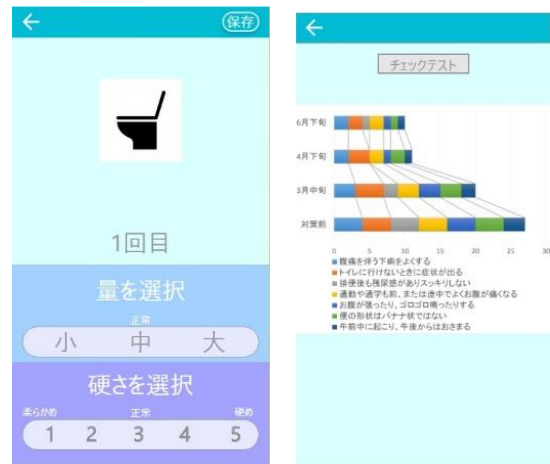 保存
1回目
量を選択
正常
小 中 大
硬さを選択
柔らかめ 正常 硬め
1 2 3 4 5
チェックテスト
6月下旬
4月下旬
3月中旬
対策前
0 5 10 15 20 25 30
腹痛を伴う下痢をよくする
トイレに行けないときに症状が出る
排便後も残尿感がありスッキリしない
通勤や通学も前、または途中でよくお腹が痛くなる
お腹が張ったり、ゴロゴロ鳴ったりする
便の形状はバナナ状ではない
午前中に起こり、午後からはおさまる